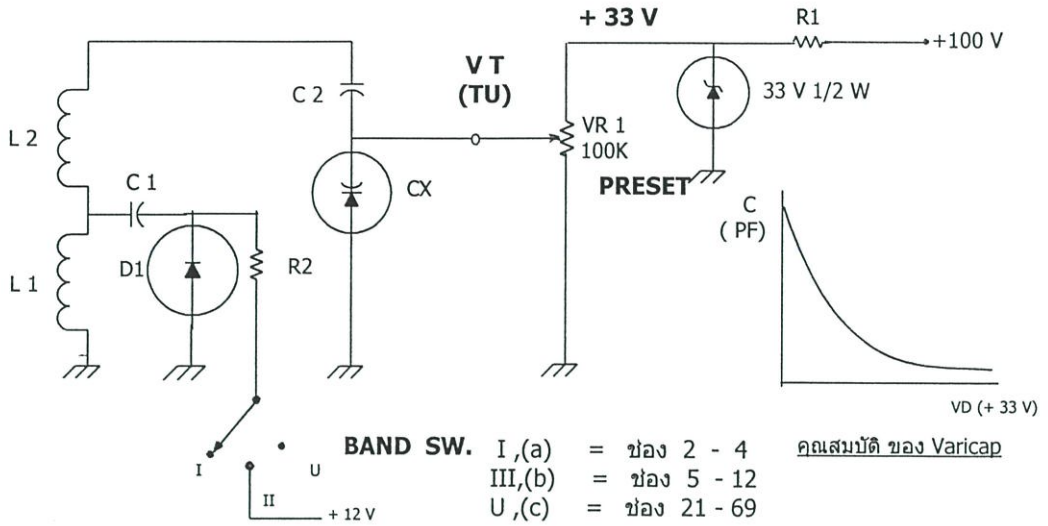 + 33 V
R1
+100 V
V T
(TU)
C 2
33 V 1/2 W
VR 1
100K
L 2
C 1
CX
PRESET
C
( PF)
D1
R2
L 1
VD (+ 33 V)
BAND SW.
I ,(a) = ช่อง 2 - 4
คุณสมบัติ ของ Varicap
I
U
III,(b) = ช่อง 5 - 12
II
U ,(c) = ช่อง 21 - 69
+ 12 V